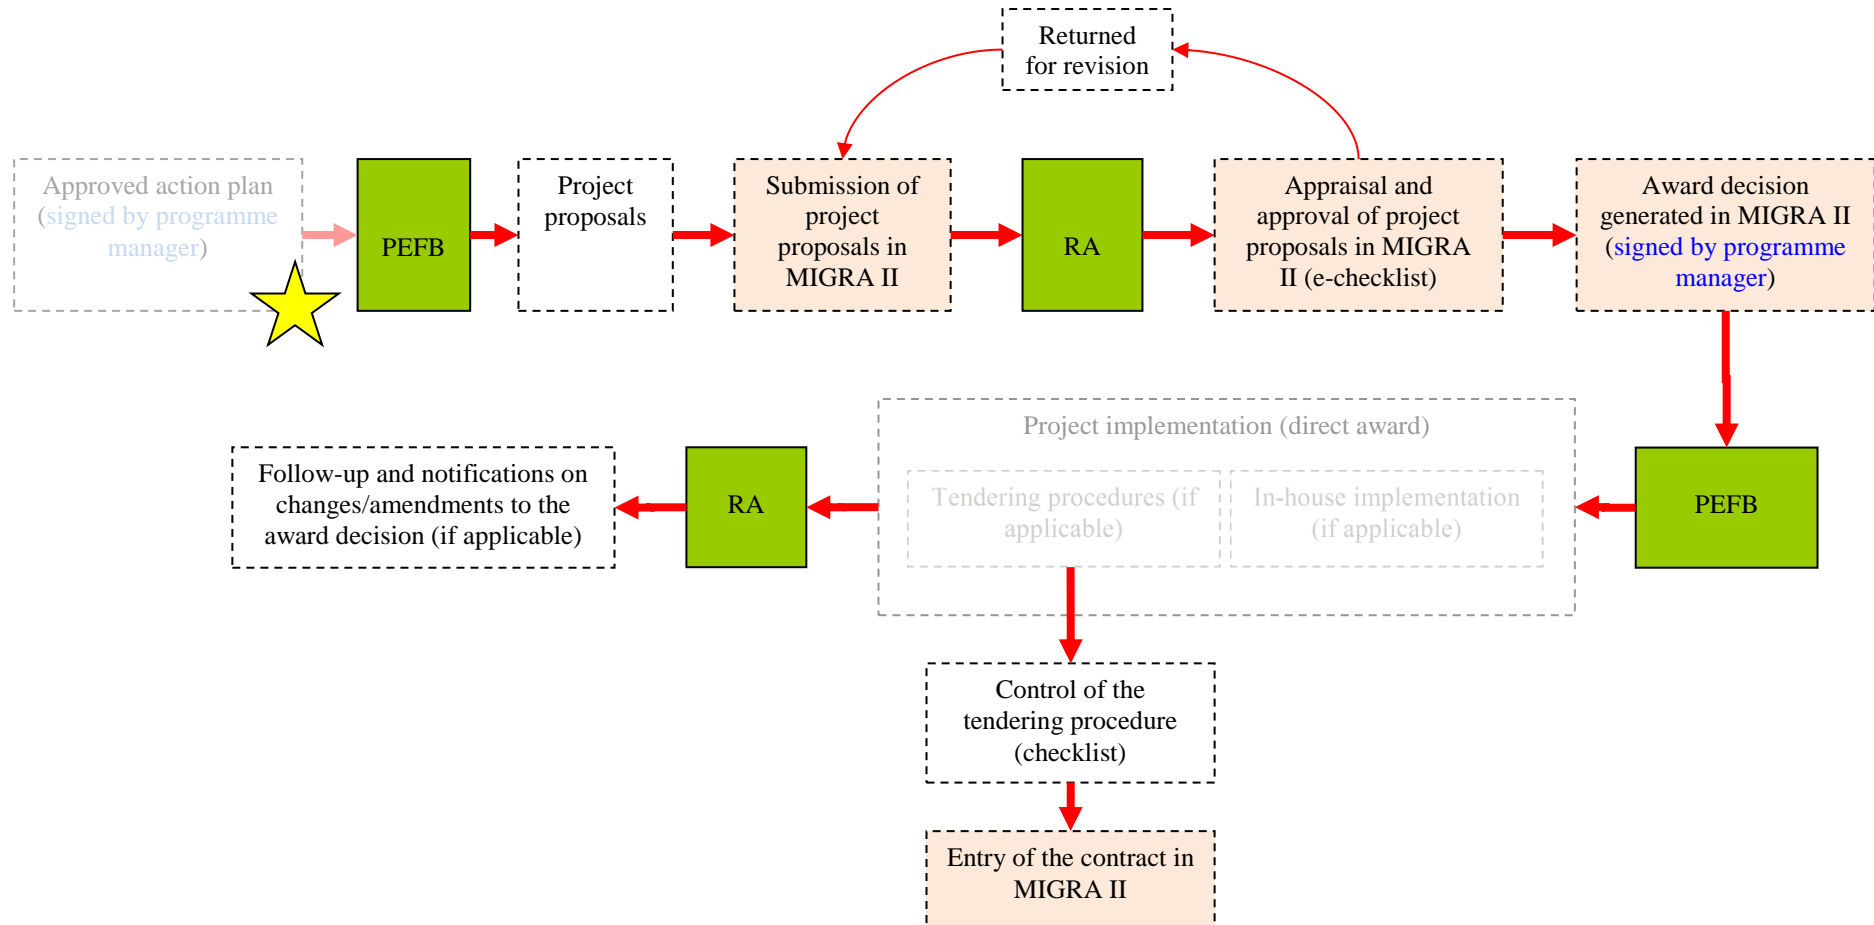 Returned
for revision
Approved action plan
(signed by programme
manager)
PEFB
Project
proposals
Submission of
project
proposals in
MIGRA II
RA
Appraisal and
approval of project
proposals in MIGRA
II (e-checklist)
Award decision
generated in MIGRA II
(signed by programme
manager)
Follow-up and notifications on
changes/amendments to the
award decision (if applicable)
RA
Project implementation (direct award)
Tendering procedures (if
applicable)
In-house implementation
(if applicable)
PEFB
Control of the
tendering procedure
(checklist)
Entry of the contract in
MIGRA II